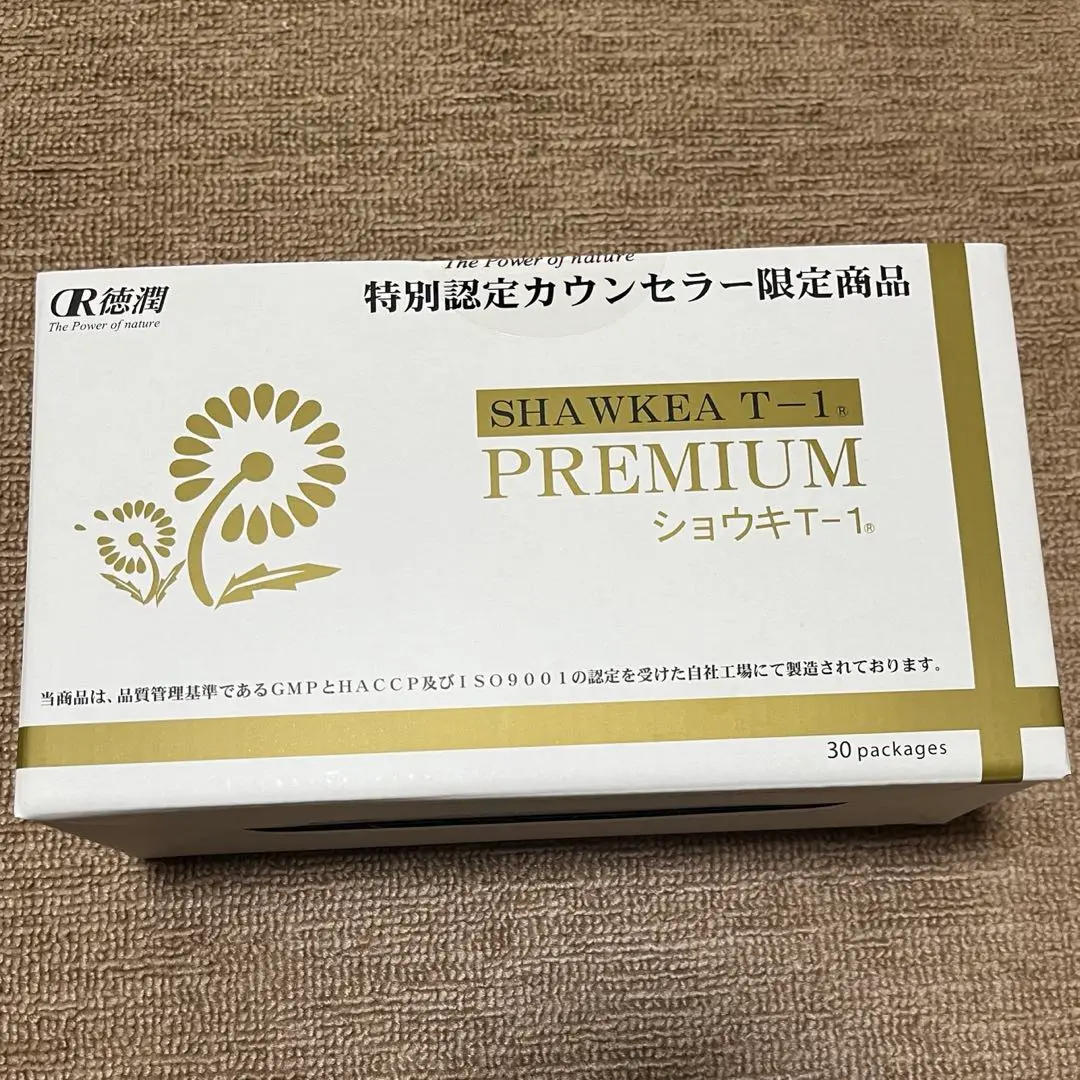 The Power of nature
徳潤
The Power of nature
特別認定カウンセラー限定商品
SHAWKEA T-1®
PREMIUM
ショウキT-1®
当商品は、品質管理基準であるGMPとHACCP及びISO9001の認定を受けた自社工場にて製造されております。
30 packages